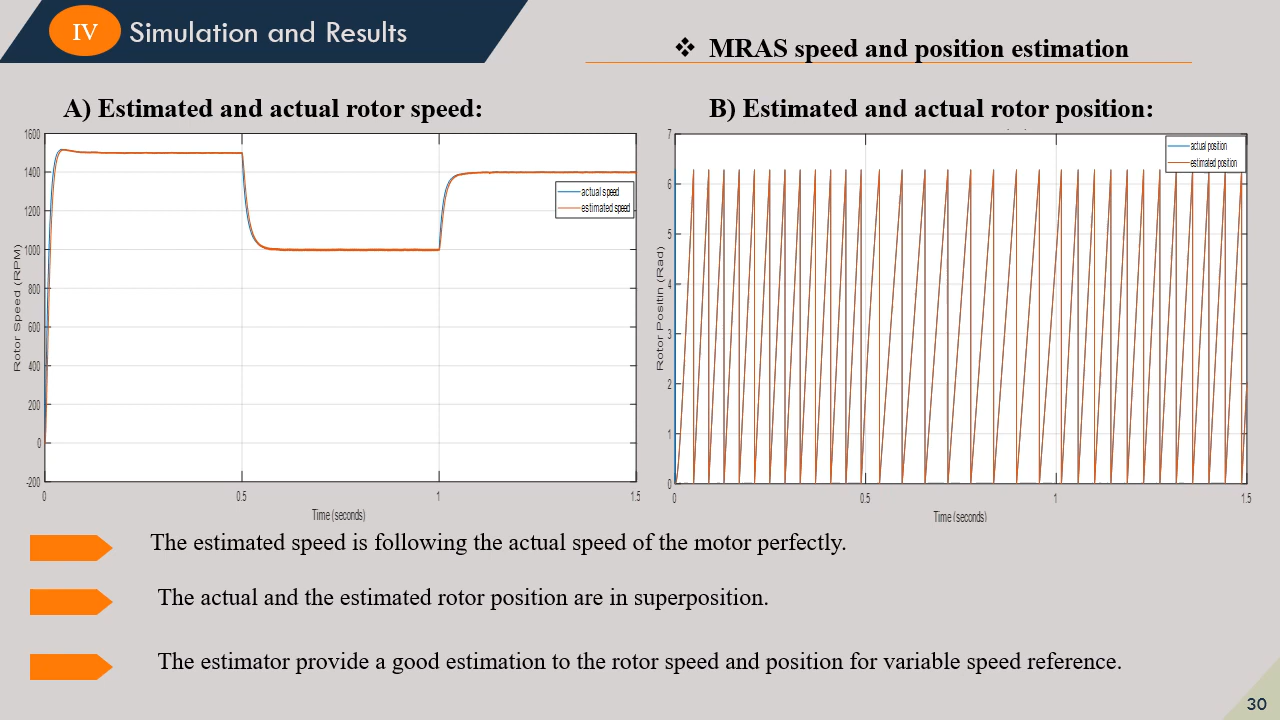 IV
Simulation and Results
❖ MRAS speed and position estimation
A) Estimated and actual rotor speed:
B) Estimated and actual rotor position:
1600
1400
1200
1000
800
600
400
200
0
-200
Rotor Speed (RPM)
actual speed
estimated speed
0
0.5
1
1.5
Time (seconds)
7
6
5
4
3
2
1
0
Rotor Positin (Rad)
actual position
estimated position
0
0.5
1
1.5
Time (seconds)
The estimated speed is following the actual speed of the motor perfectly.
The actual and the estimated rotor position are in superposition.
The estimator provide a good estimation to the rotor speed and position for variable speed reference.
30